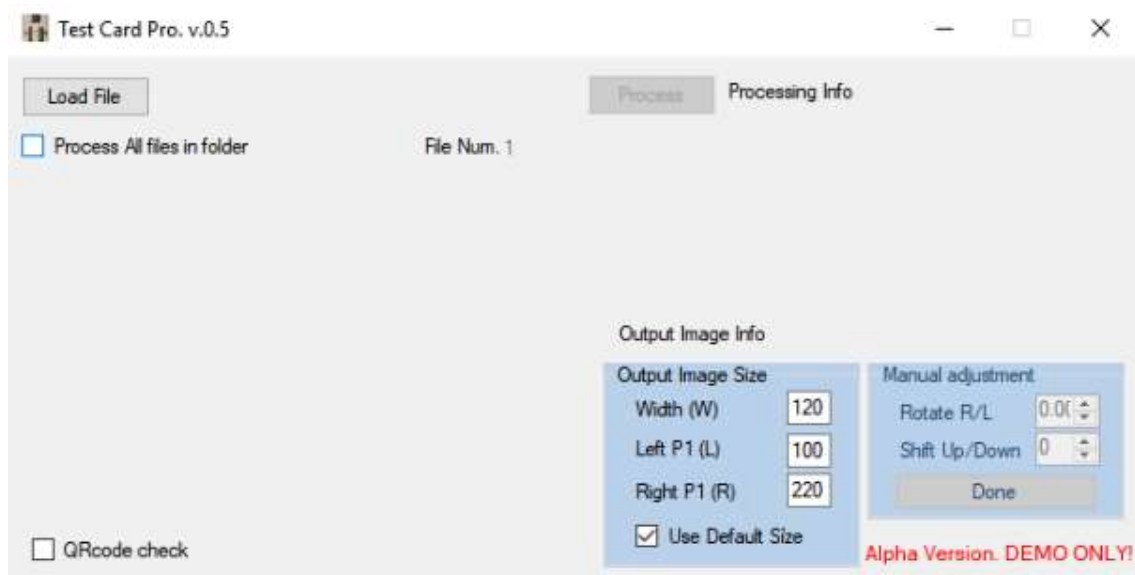 Test Card Pro. v.0.5
Load File
Process
Processing Info
Process All files in folder
File Num. 1
Output Image Info
Output Image Size
Width (W) 120
Left P1 (L) 100
Right P1 (R) 220
Use Default Size
Manual adjustment
Rotate R/L 0.0
Shift Up/Down 0
Done
QRcode check
Alpha Version. DEMO ONLY!